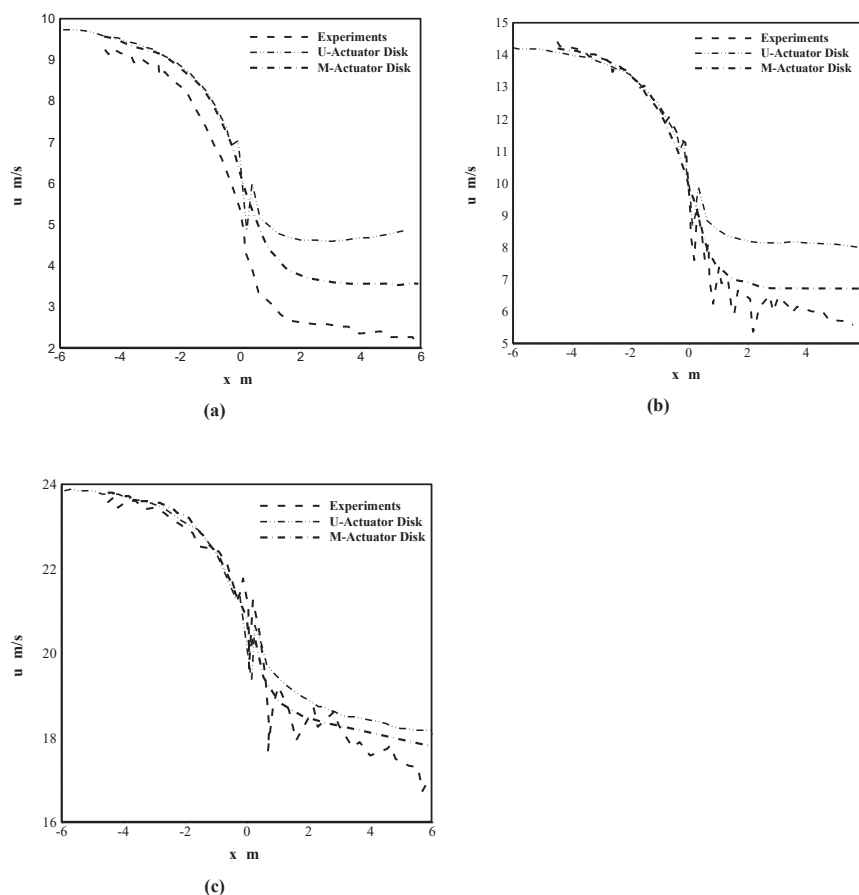 10
9
8
7
6
5
4
3
2
-6
-4
-2
0
2
4
6
u m/s
x m
Experiments
U-Actuator Disk
M-Actuator Disk
(a)
15
14
13
12
11
10
9
8
7
6
5
-6
-4
-2
0
2
4
u m/s
x m
Experiments
U-Actuator Disk
M-Actuator Disk
(b)
24
22
20
18
16
-6
-4
-2
0
2
4
6
u m/s
x m
Experiments
U-Actuator Disk
M-Actuator Disk
(c)